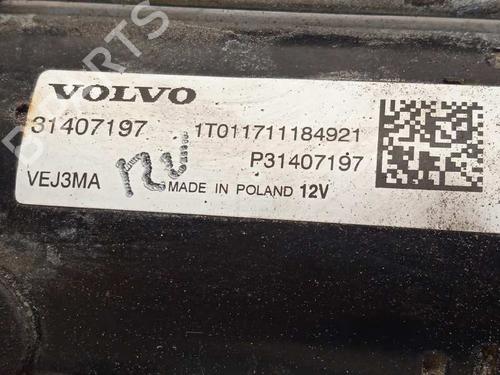 VOLVO
31407197 1T011711184921
P31407197
VEJ3MA MADE IN POLAND 12V